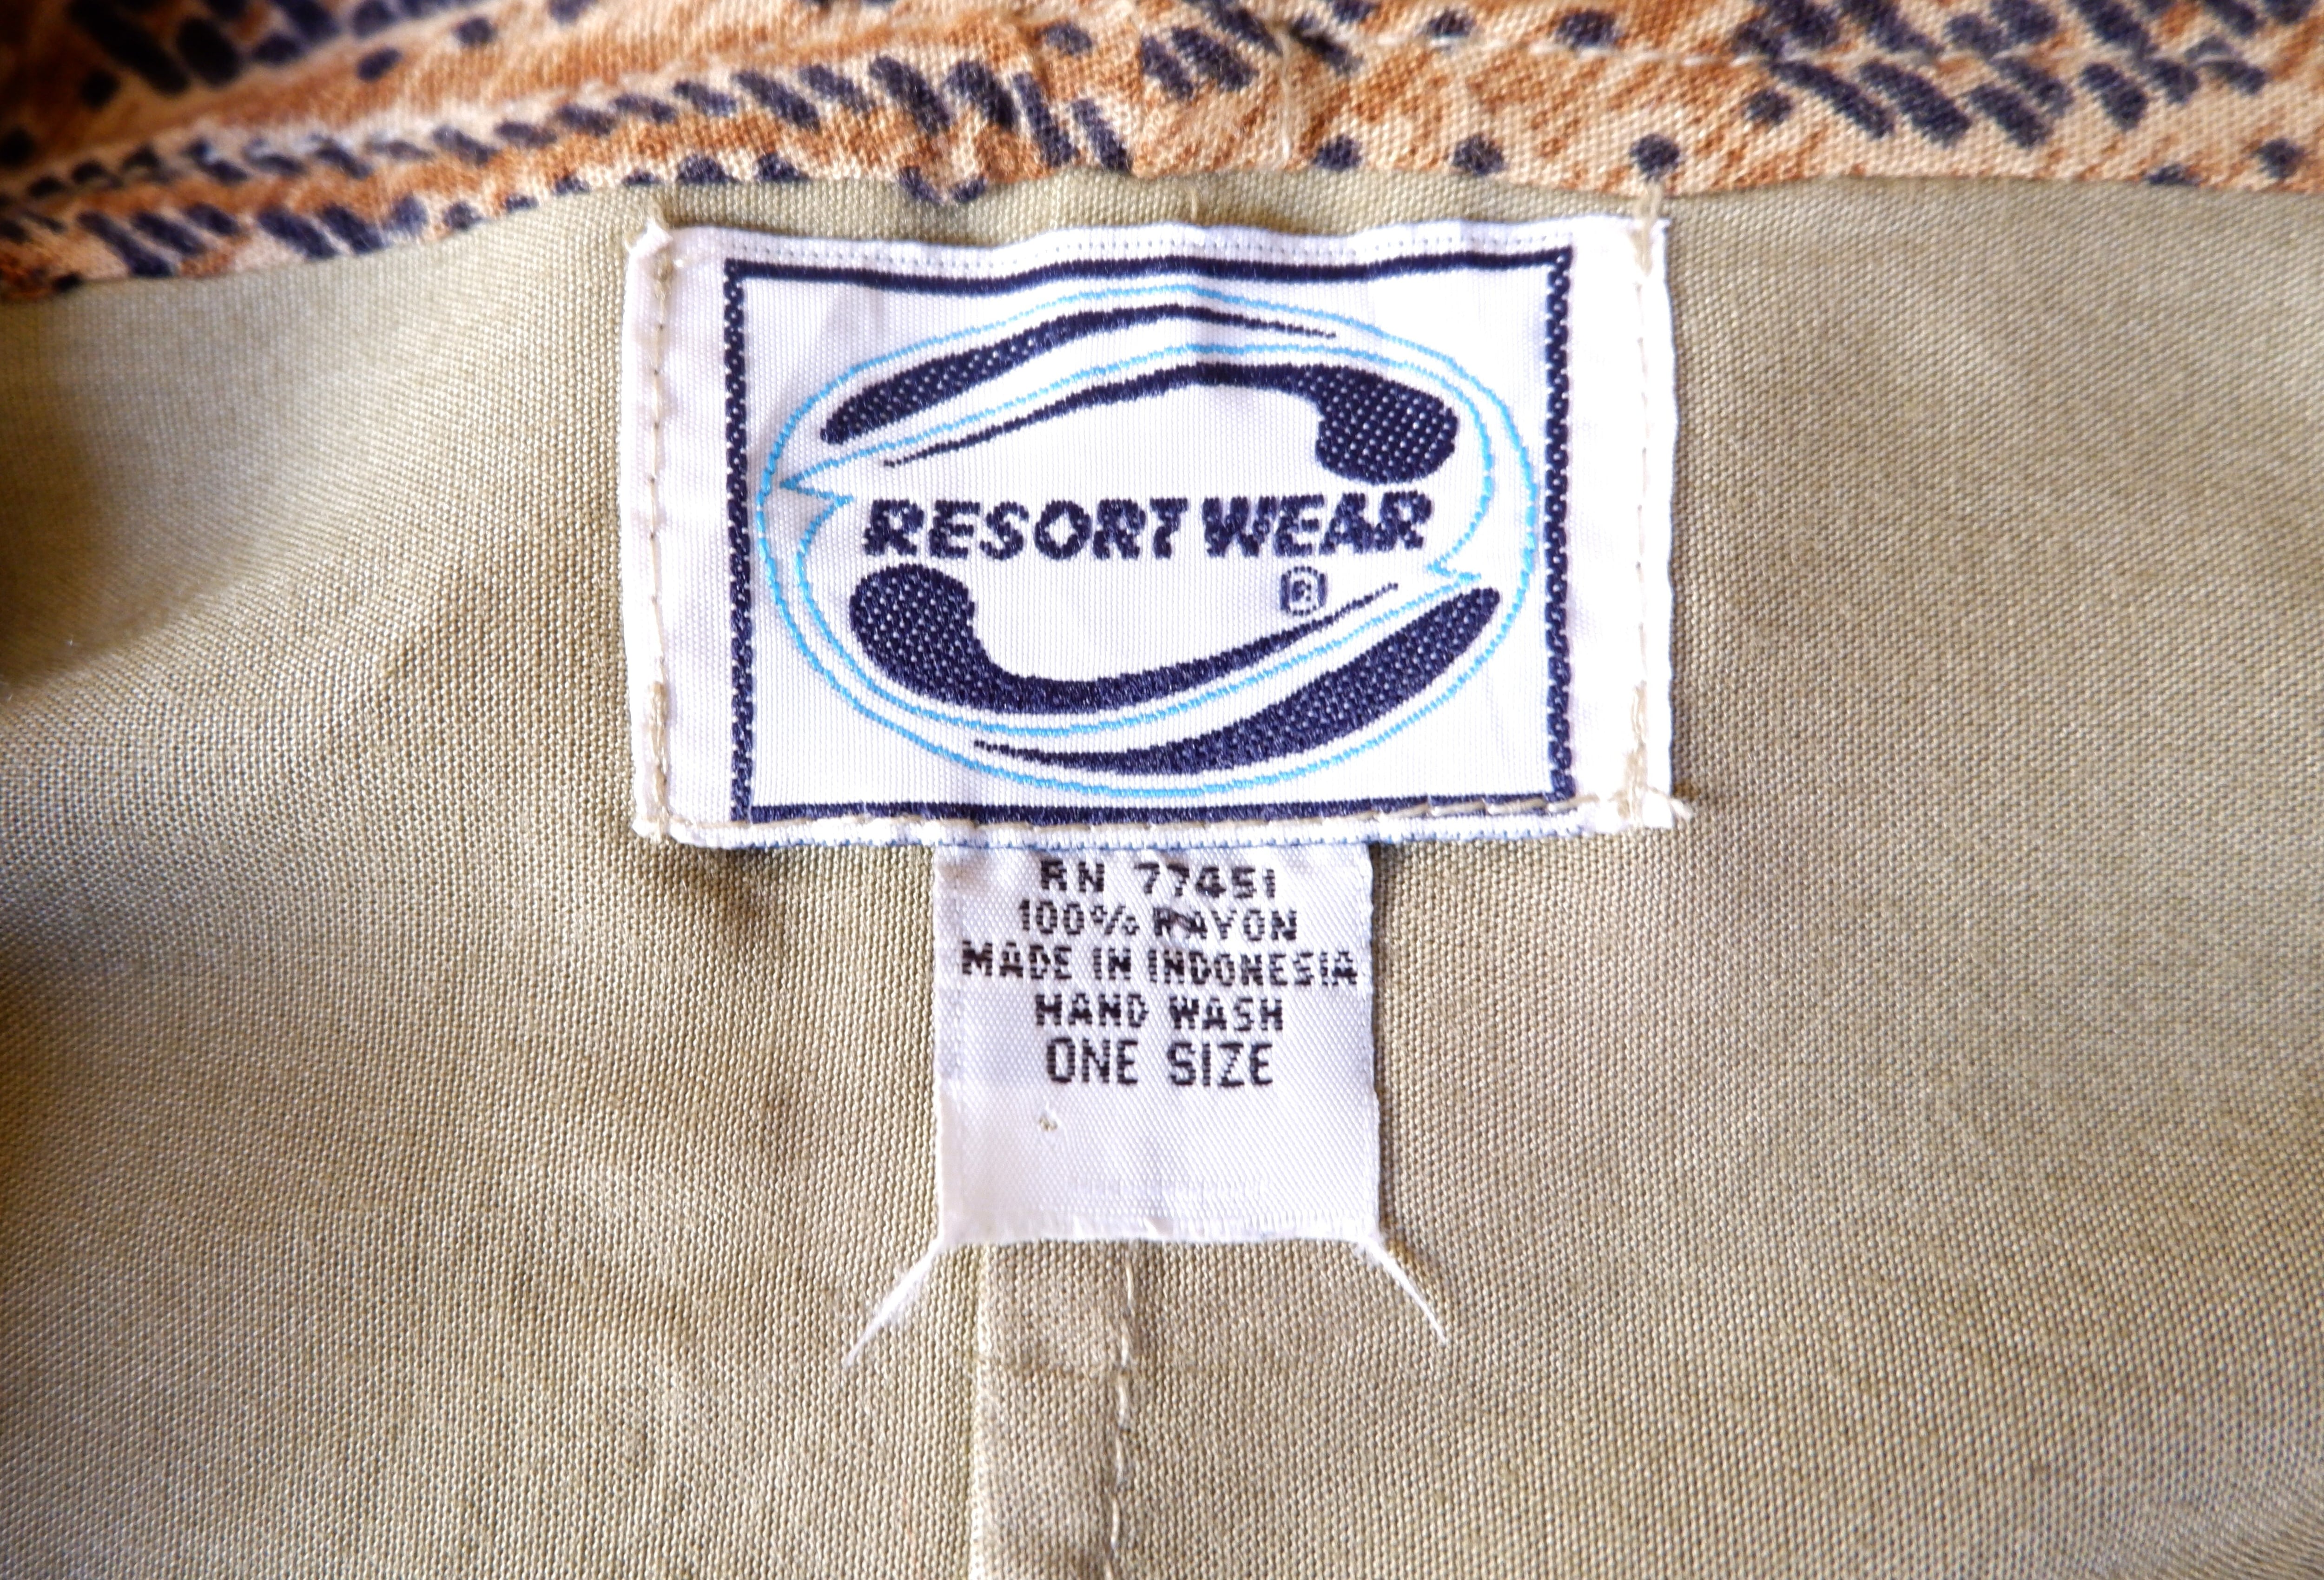 RESORT WEAR
®
RN 77451
100% RAYON
MADE IN INDONESIA
HAND WASH
ONE SIZE